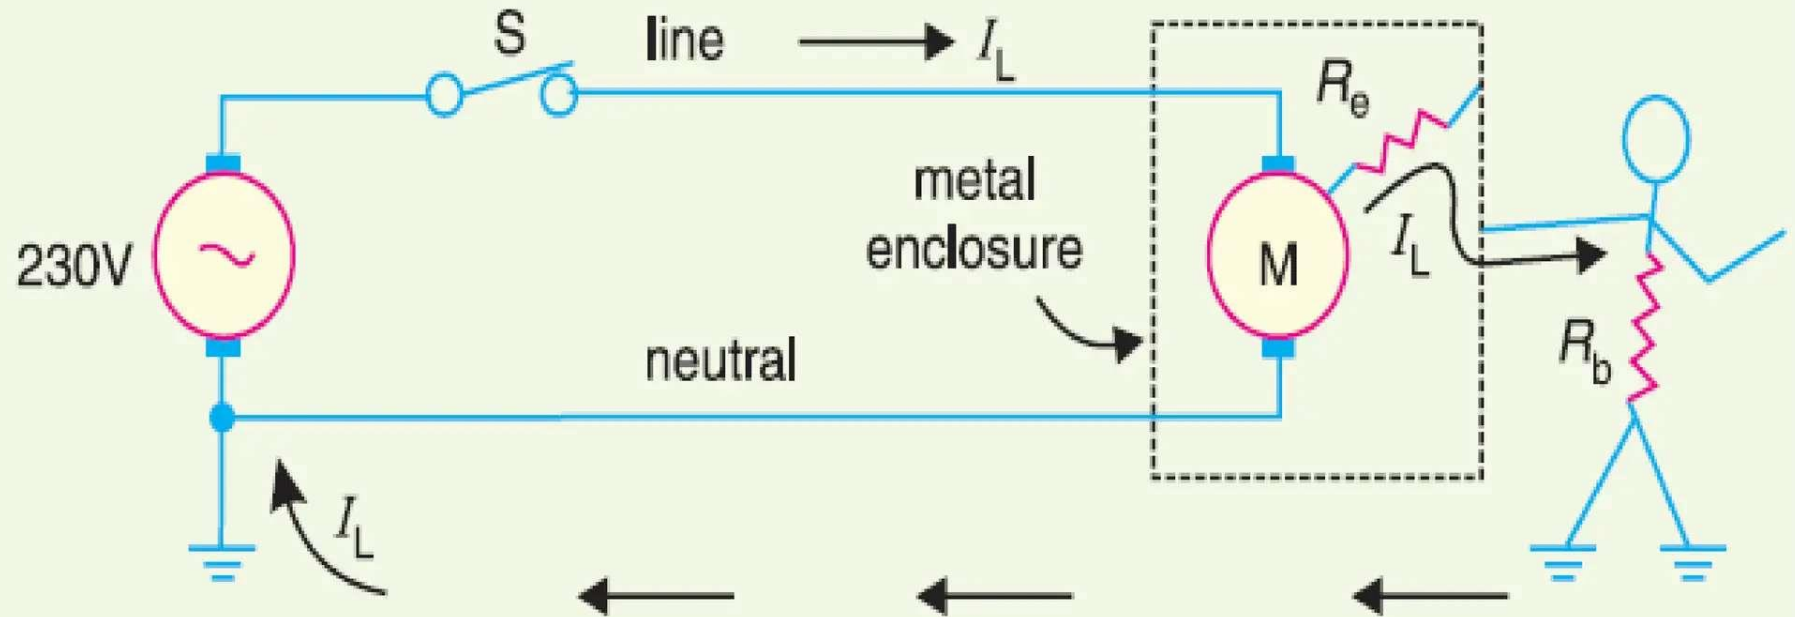 S
line
I_L
R_e
metal
enclosure
230V
~
M
I_L
R_b
neutral
I_L